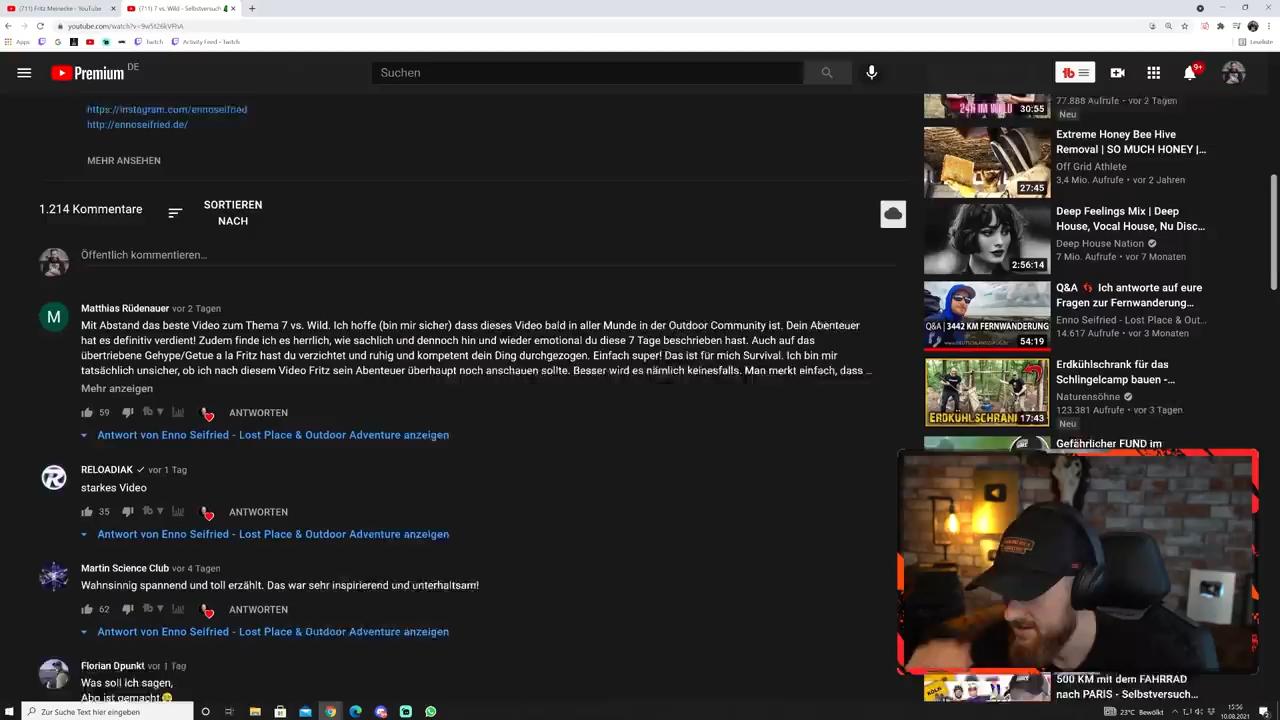 (711) Fritz Meinecke - YouTube
(711) 7 vs. Wild - Selbstversuch
Apps
Twitch
Activity Feed - Twitch
Leseliste
Premium DE
Suchen
9+
https://instagram.com/ennoseifried
http://ennoseifried.de/
MEHR ANSEHEN
1.214 Kommentare
SORTIEREN
NACH
Öffentlich kommentieren...
M
Matthias Rüdenauer vor 2 Tagen
Mit Abstand das beste Video zum Thema 7 vs. Wild. Ich hoffe (bin mir sicher) dass dieses Video bald in aller Munde in der Outdoor Community ist. Dein Abenteuer
hat es definitiv verdient! Zudem finde ich es herrlich, wie sachlich und dennoch hin und wieder emotional du diese 7 Tage beschrieben hast. Auch auf das
übertriebene Gehype/Getue a la Fritz hast du verzichtet und ruhig und kompetent dein Ding durchgezogen. Einfach super! Das ist für mich Survival. Ich bin mir
tatsächlich unsicher, ob ich nach diesem Video Fritz sein Abenteuer überhaupt noch anschauen sollte. Besser wird es nämlich keinesfalls. Man merkt einfach, dass ...
Mehr anzeigen
59
ANTWORTEN
Antwort von Enno Seifried - Lost Place & Outdoor Adventure anzeigen
RELOADIAK vor 1 Tag
starkes Video
35
ANTWORTEN
Antwort von Enno Seifried - Lost Place & Outdoor Adventure anzeigen
Martin Science Club vor 4 Tagen
Wahnsinnig spannend und toll erzählt. Das war sehr inspirierend und unterhaltsam!
62
ANTWORTEN
Antwort von Enno Seifried - Lost Place & Outdoor Adventure anzeigen
Florian Dpunkt vor 1 Tag
Was soll ich sagen,
Abo ist gemacht
24H IM WILD
30:55
77.888 Aufrufe • vor 2 Tagen
Neu
27:45
Extreme Honey Bee Hive
Removal | SO MUCH HONEY |...
Off Grid Athlete
3,4 Mio. Aufrufe • vor 2 Jahren
2:56:14
Deep Feelings Mix | Deep
House, Vocal House, Nu Disc...
Deep House Nation
7 Mio. Aufrufe • vor 7 Monaten
Q&A | 3442 KM FERNWANDERUNG
54:19
Q&A Ich antworte auf eure
Fragen zur Fernwanderung...
Enno Seifried - Lost Place & Out...
14.617 Aufrufe • vor 3 Monaten
ERDKÜHLSCHRANK
17:43
Erdkühlschrank für das
Schlingelcamp bauen -...
Naturensöhne
123.381 Aufrufe • vor 3 Tagen
Neu
Gefährlicher FUND im
500 KM mit dem FAHRRAD
nach PARIS - Selbstversuch...
KÖLN
Zur Suche Text hier eingeben
23°C Bewölkt
15:56
10.08.2021